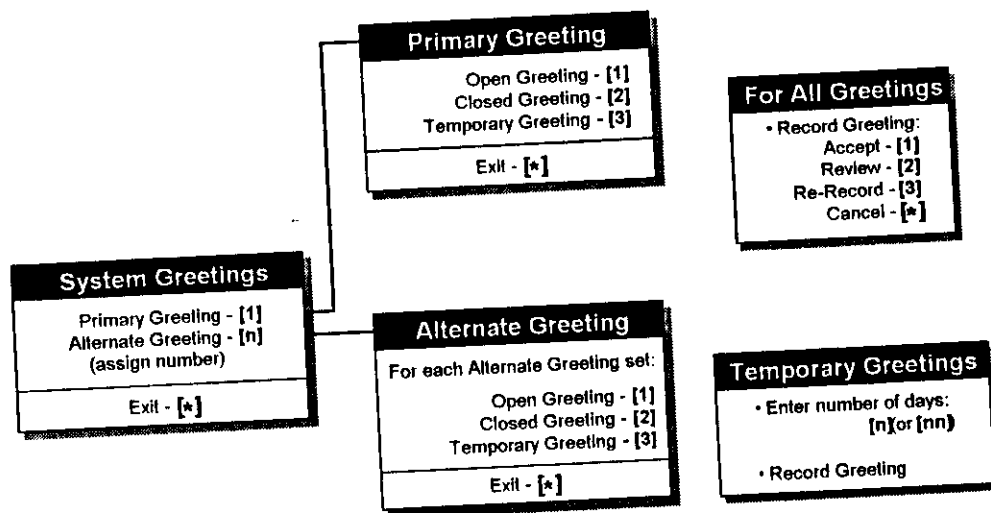 Primary Greeting
Open Greeting - [1]
Closed Greeting - [2]
Temporary Greeting - [3]
Exit - [*]
For All Greetings
• Record Greeting:
Accept - [1]
Review - [2]
Re-Record - [3]
Cancel - [*]
System Greetings
Primary Greeting - [1]
Alternate Greeting - [n]
(assign number)
Exit - [*]
Alternate Greeting
For each Alternate Greeting set:
Open Greeting - [1]
Closed Greeting - [2]
Temporary Greeting - [3]
Exit - [*]
Temporary Greetings
• Enter number of days:
[n](or [nn])
• Record Greeting